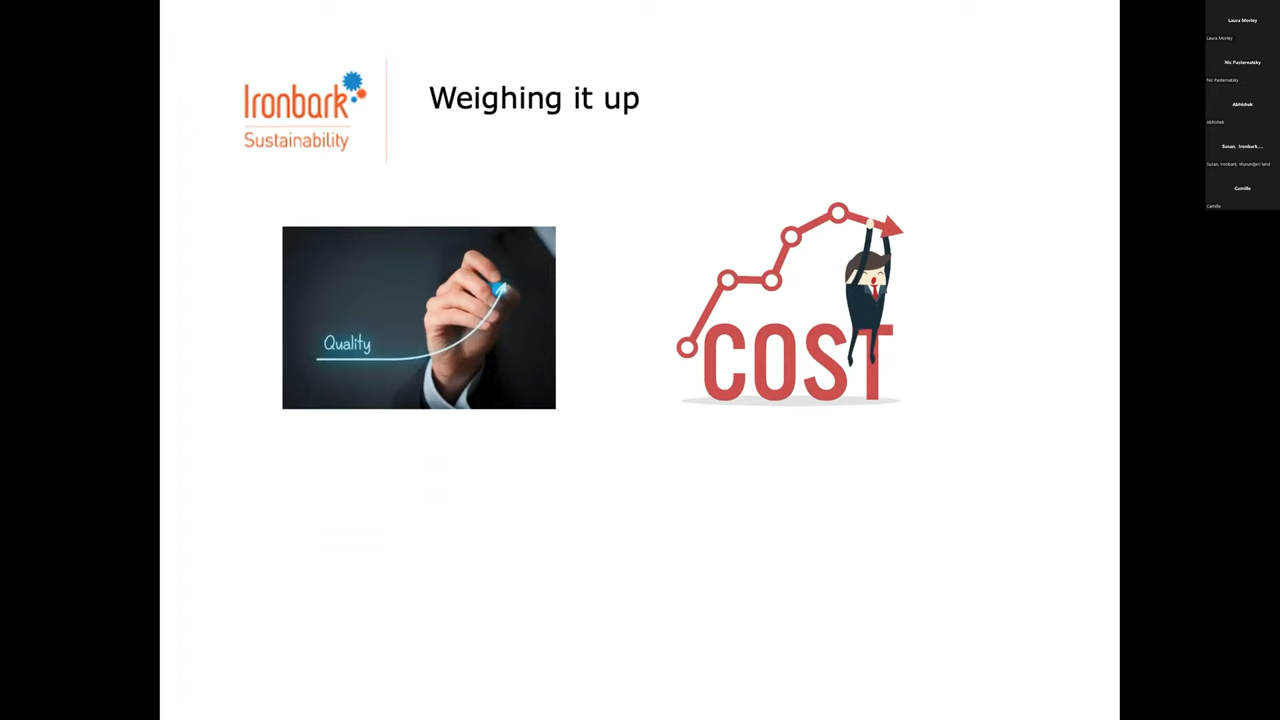 Ironbark
Sustainability
Weighing it up
Quality
COST
Laura Morley
Laura Morley
Nic Pasternatsky
Nic Pasternatsky
Abhishek
Abhishek
Susan, Ironbark,...
Susan, Ironbark, Wurundjeri land
Camille
Camille